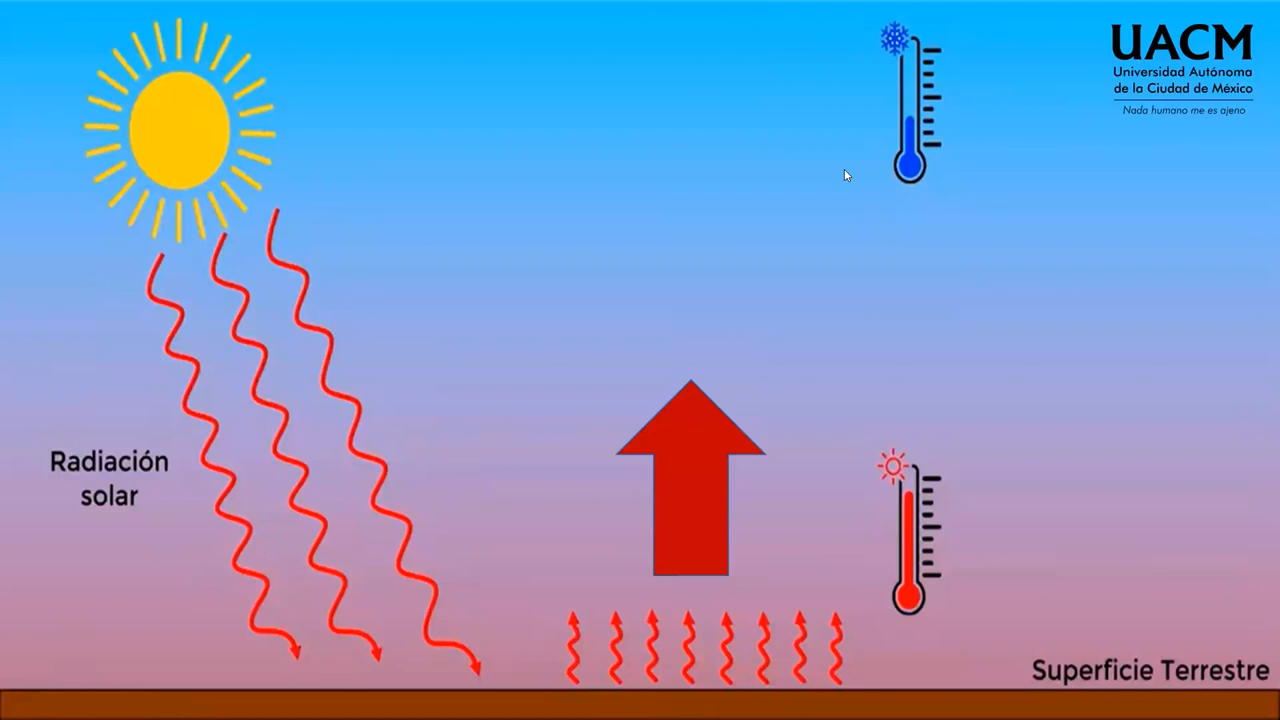 UACM
Universidad Autónoma
de la Ciudad de México
Nada humano me es ajeno
Radiación
solar
Superficie Terrestre